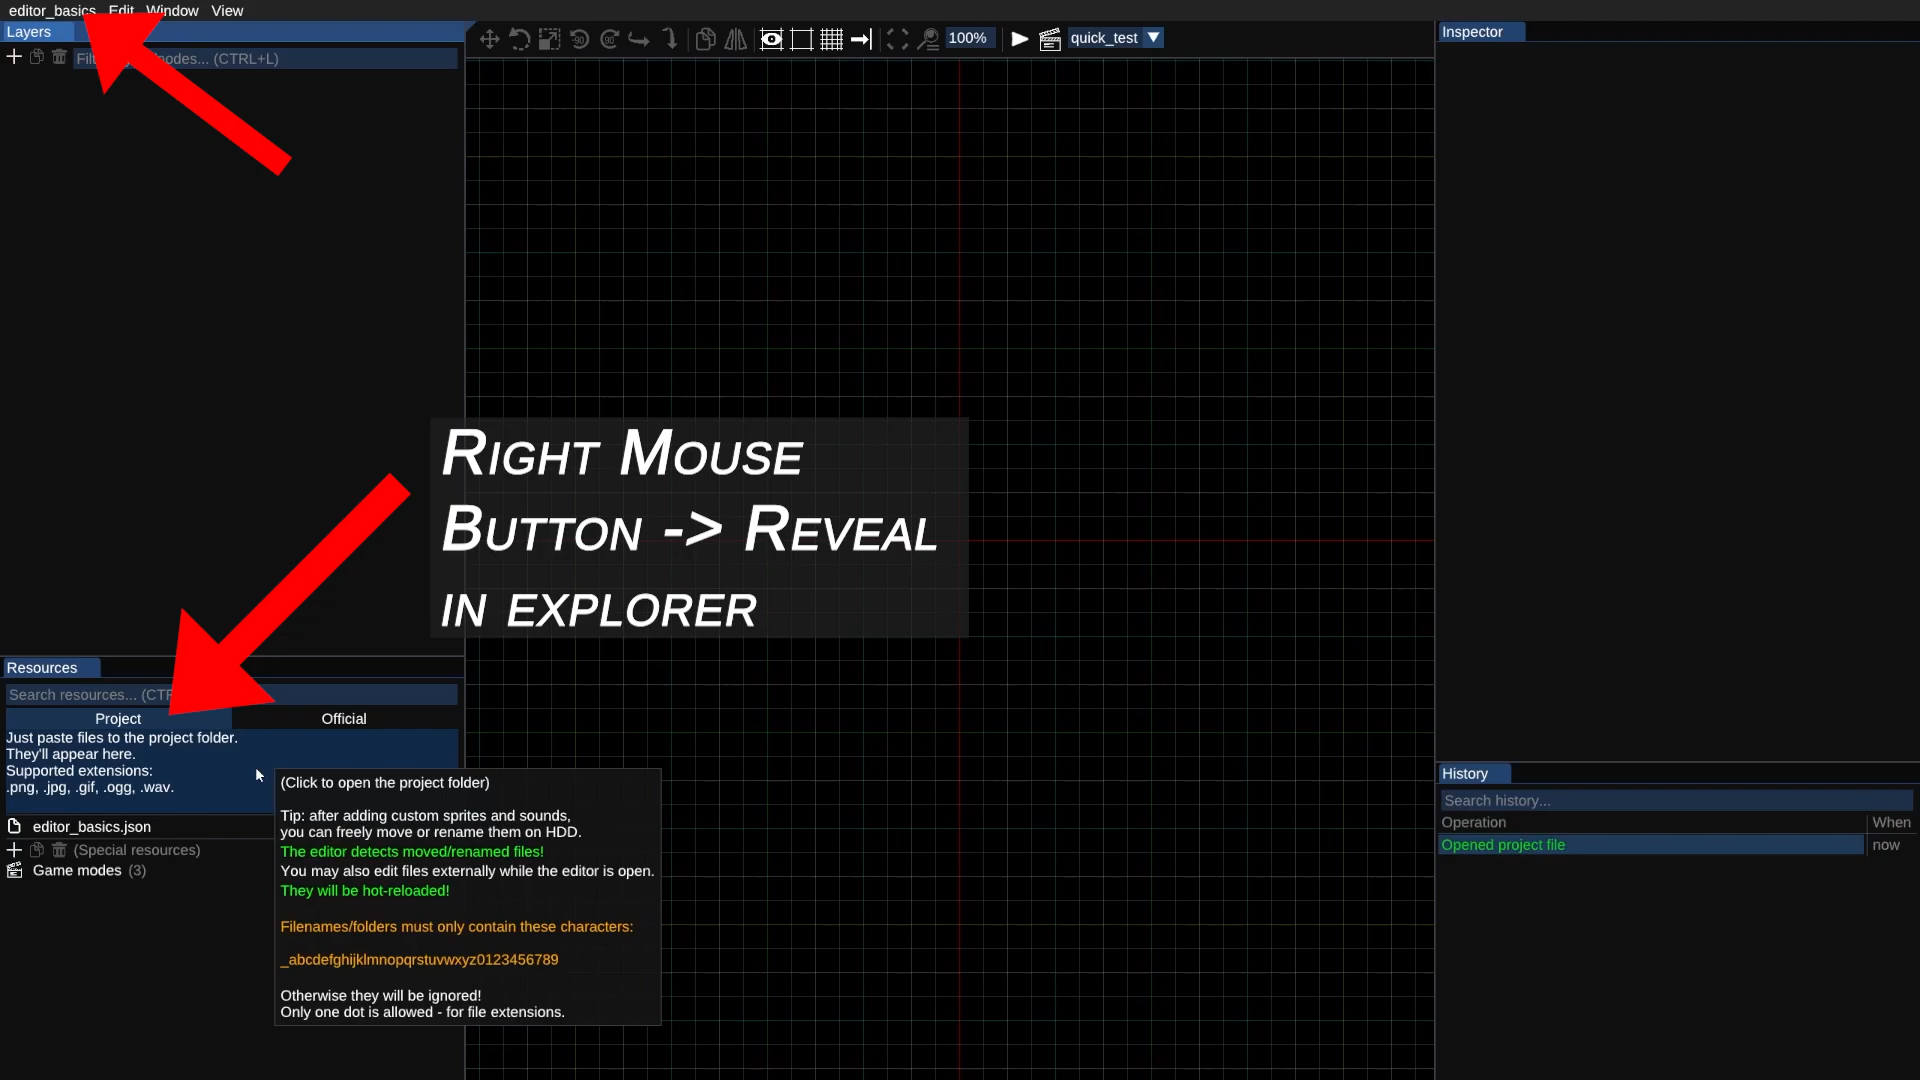 editor_basics Edit Window View
Layers
Filt odes... (CTRL+L)
-90 90 100% quick_test
Inspector
RIGHT MOUSE
BUTTON -> REVEAL
IN EXPLORER
Resources
Search resources... (CTR
Project Official
Just paste files to the project folder.
They'll appear here.
Supported extensions:
.png, .jpg, .gif, .ogg, .wav.
editor_basics.json
(Special resources)
Game modes (3)
(Click to open the project folder)
Tip: after adding custom sprites and sounds,
you can freely move or rename them on HDD.
The editor detects moved/renamed files!
You may also edit files externally while the editor is open.
They will be hot-reloaded!
Filenames/folders must only contain these characters:
_abcdefghijklmnopqrstuvwxyz0123456789
Otherwise they will be ignored!
Only one dot is allowed - for file extensions.
History
Search history...
Operation When
Opened project file now